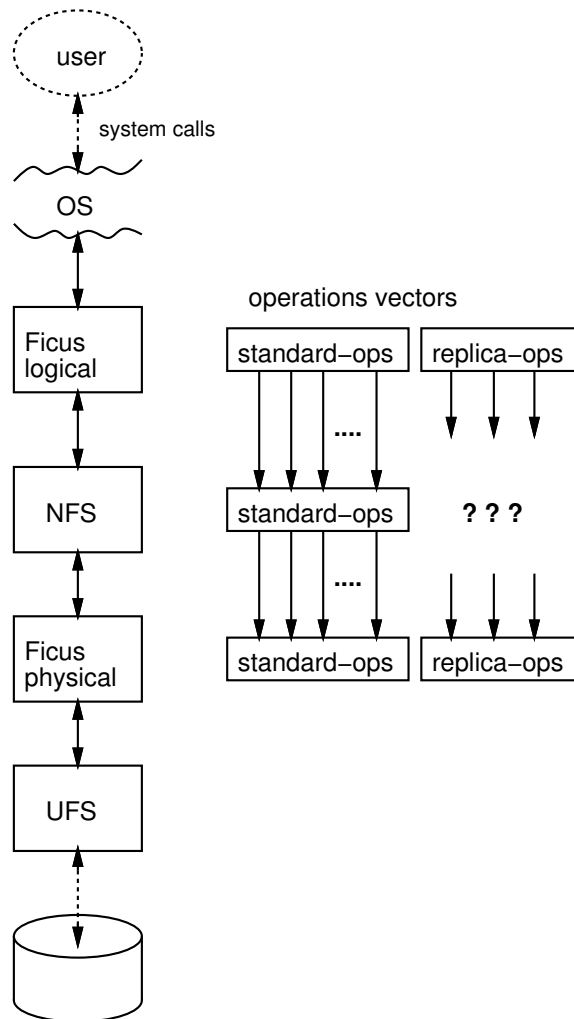 user
system calls
OS
operations vectors
Ficus
logical
standard−ops
replica−ops
....
NFS
standard−ops
? ? ?
....
Ficus
physical
standard−ops
replica−ops
UFS